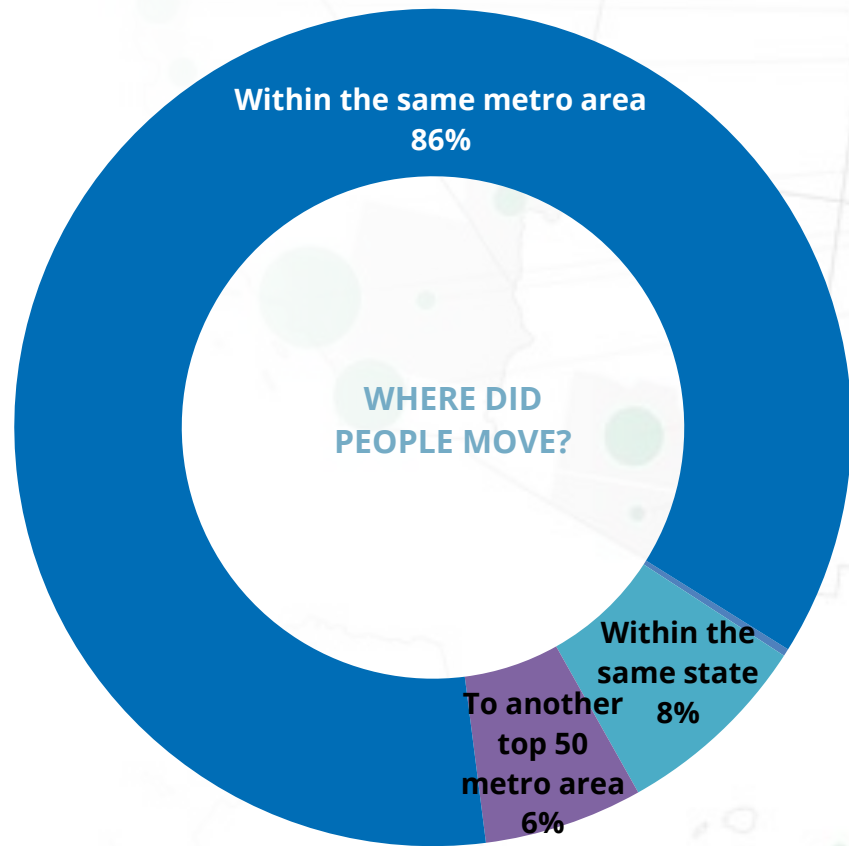 Within the same metro area
86%
WHERE DID
PEOPLE MOVE?
Within the
same state
8%
To another
top 50
metro area
6%